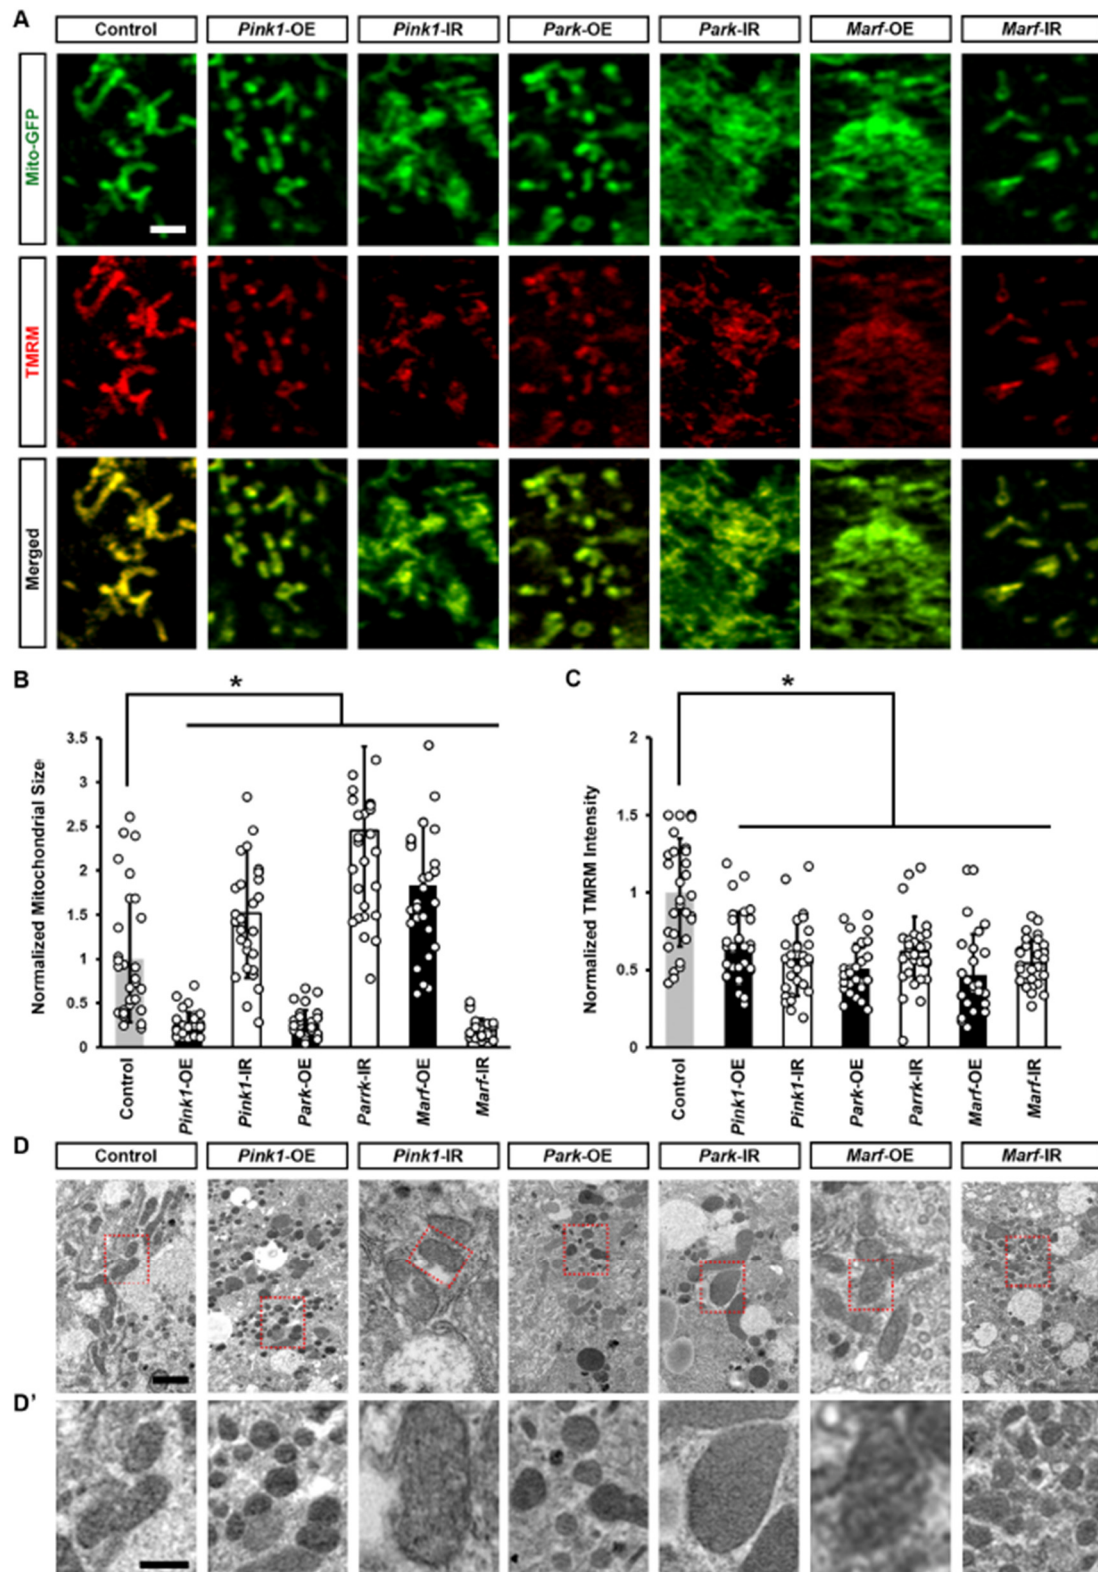 A
Control Pink1-OE Pink1-IR Park-OE Park-IR Marf-OE Marf-IR
Mito-GFP
TMRM
Merged
B
*
Normalized Mitochondrial Size
3.5
3
2.5
2
1.5
1
0.5
0
Control Pink1-OE Pink1-IR Park-OE Parrk-IR Marf-OE Marf-IR
C
*
Normalized TMRM Intensity
2
1.5
1
0.5
0
Control Pink1-OE Pink1-IR Park-OE Parrk-IR Marf-OE Marf-IR
D
Control Pink1-OE Pink1-IR Park-OE Park-IR Marf-OE Marf-IR
D'